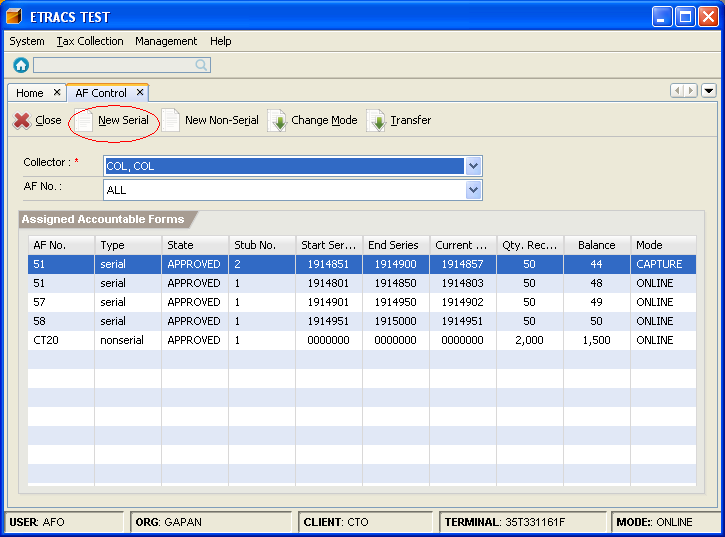 ETRACS TEST
System Tax Collection Management Help
Home AF Control
Close New Serial New Non-Serial Change Mode Transfer
Collector : * COL, COL
AF No. : ALL
Assigned Accountable Forms
AF No. Type State Stub No. Start Ser... End Series Current ... Qty. Rec... Balance Mode
51 serial APPROVED 2 1914851 1914900 1914857 50 44 CAPTURE
51 serial APPROVED 1 1914801 1914850 1914803 50 48 ONLINE
57 serial APPROVED 1 1914901 1914950 1914902 50 49 ONLINE
58 serial APPROVED 1 1914951 1915000 1914951 50 50 ONLINE
CT20 nonserial APPROVED 1 0000000 0000000 0000000 2,000 1,500 ONLINE
USER: AFO ORG: GAPAN CLIENT: CTO TERMINAL: 35T331161F MODE:: ONLINE